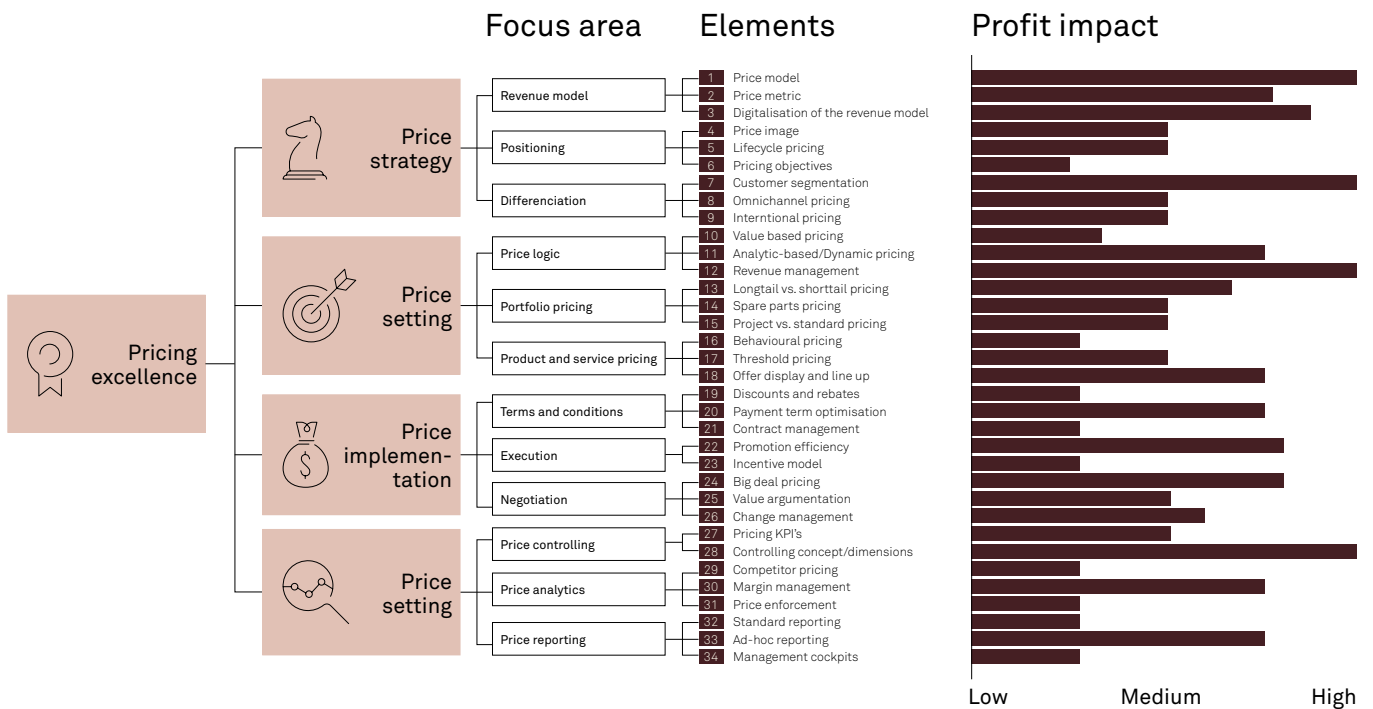 Focus area
Elements
Profit impact
Pricing
excellence
Price
strategy
Revenue model
1 Price model
2 Price metric
3 Digitalisation of the revenue model
Positioning
4 Price image
5 Lifecycle pricing
6 Pricing objectives
Differenciation
7 Customer segmentation
8 Omnichannel pricing
9 Interntional pricing
Price
setting
Price logic
10 Value based pricing
11 Analytic-based/Dynamic pricing
12 Revenue management
Portfolio pricing
13 Longtail vs. shorttail pricing
14 Spare parts pricing
15 Project vs. standard pricing
Product and service pricing
16 Behavioural pricing
17 Threshold pricing
18 Offer display and line up
Price
implemen-
tation
$
Terms and conditions
19 Discounts and rebates
20 Payment term optimisation
21 Contract management
Execution
22 Promotion efficiency
23 Incentive model
Negotiation
24 Big deal pricing
25 Value argumentation
26 Change management
Price
setting
Price controlling
27 Pricing KPI's
28 Controlling concept/dimensions
Price analytics
29 Competitor pricing
30 Margin management
31 Price enforcement
Price reporting
32 Standard reporting
33 Ad-hoc reporting
34 Management cockpits
Low
Medium
High